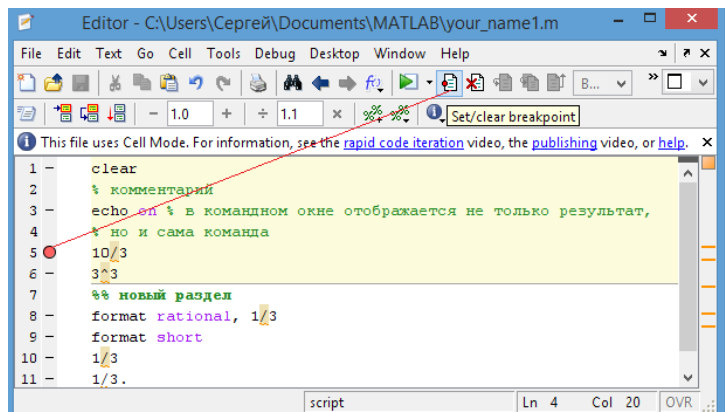 Editor - C:\Users\Сергей\Documents\MATLAB\your_name1.m
File Edit Text Go Cell Tools Debug Desktop Window Help
B... »
- 1.0 + ÷ 1.1 ×
Set/clear breakpoint
This file uses Cell Mode. For information, see the rapid code iteration video, the publishing video, or help.
1 - clear
2 % комментарий
3 - echo on % в командном окне отображается не только результат,
4 % но и сама команда
5 10/3
6 - 3^3
7 %% новый раздел
8 - format rational, 1/3
9 - format short
10 - 1/3
11 - 1/3.
script Ln 4 Col 20 OVR